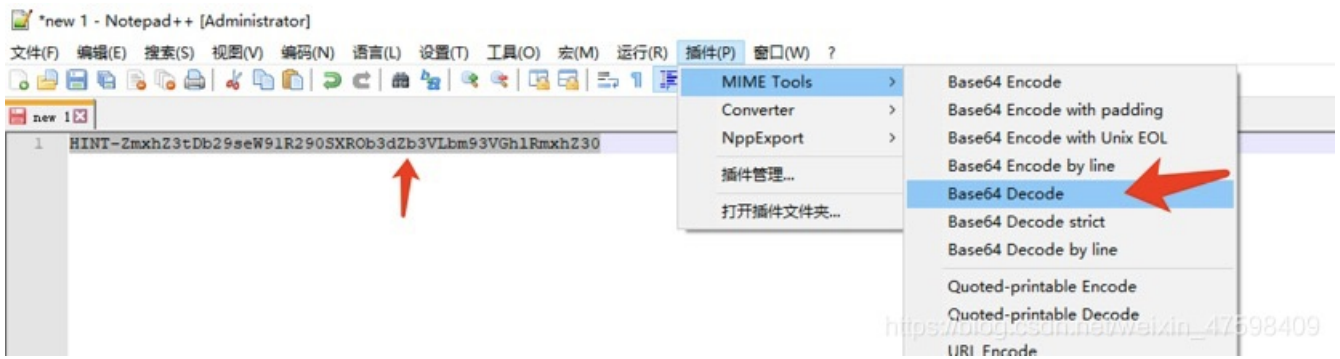 *new 1 - Notepad++ [Administrator]
文件(F) 编辑(E) 搜索(S) 视图(V) 编码(N) 语言(L) 设置(T) 工具(O) 宏(M) 运行(R) 插件(P) 窗口(W) ?
new 1
1 HINT-ZmxhZ3tDb29seW91R290SXROb3dZb3VLbm93VGhlRmxhZ30
MIME Tools
Converter
NppExport
插件管理...
打开插件文件夹...
Base64 Encode
Base64 Encode with padding
Base64 Encode with Unix EOL
Base64 Encode by line
Base64 Decode
Base64 Decode strict
Base64 Decode by line
Quoted-printable Encode
Quoted-printable Decode
URL Encode
https://blog.csdn.net/weixin_47598409